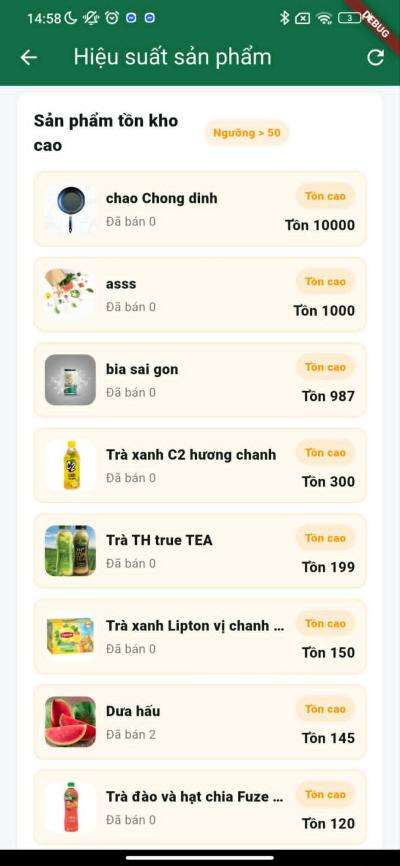 14:58
3
DEBUG
Hiệu suất sản phẩm
Sản phẩm tồn kho
cao
Ngưỡng > 50
chao Chong dinh
Tồn cao
Đã bán 0
Tồn 10000
asss
Tồn cao
Đã bán 0
Tồn 1000
bia sai gon
Tồn cao
Đã bán 0
Tồn 987
Trà xanh C2 hương chanh
Tồn cao
Đã bán 0
Tồn 300
Trà TH true TEA
Tồn cao
Đã bán 0
Tồn 199
Trà xanh Lipton vị chanh ...
Tồn cao
Đã bán 0
Tồn 150
Dưa hấu
Tồn cao
Đã bán 2
Tồn 145
Trà đào và hạt chia Fuze ...
Tồn cao
Đã bán 0
Tồn 120